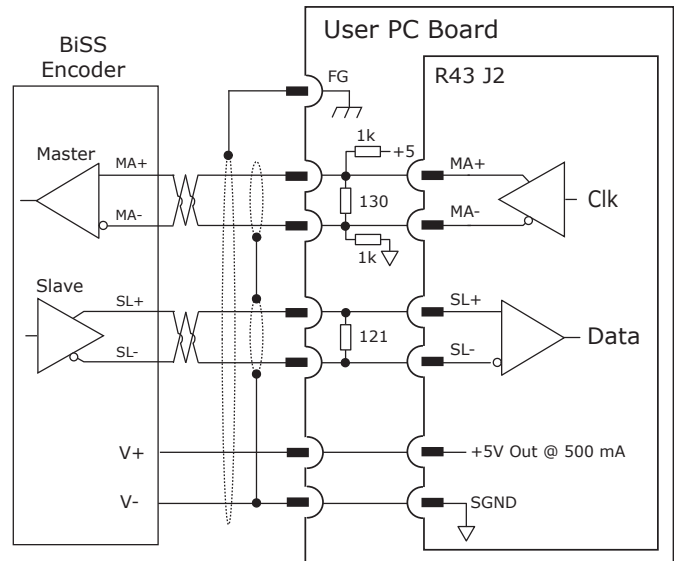 BiSS
Encoder
User PC Board
R43 J2
FG
1k
+5
Master
MA+
MA+
Clk
130
MA-
MA-
1k
Slave
SL+
SL+
121
Data
SL-
SL-
V+
+5V Out @ 500 mA
V-
SGND